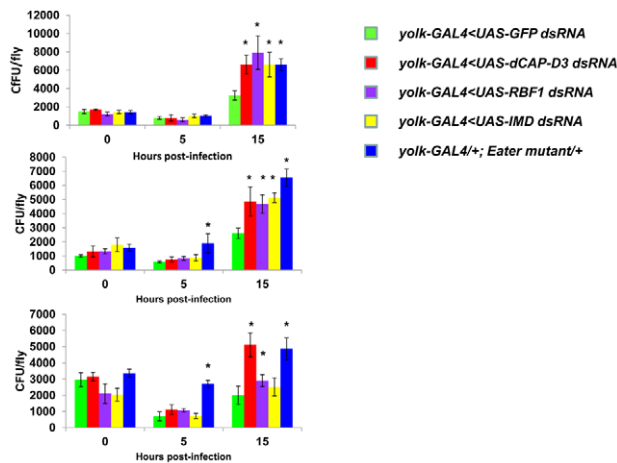 12000
10000
8000
6000
4000
2000
0
CfFU/fly
* * * *
0 5 15
Hours post-infection
8000
7000
6000
5000
4000
3000
2000
1000
0
CFU/fly
* * * * *
0 5 15
Hours post-infection
7000
6000
5000
4000
3000
2000
1000
0
CFU/fly
* * * *
0 5 15
Hours post-infection
yolk-GAL4<UAS-GFP dsRNA
yolk-GAL4<UAS-dCAP-D3 dsRNA
yolk-GAL4<UAS-RBF1 dsRNA
yolk-GAL4<UAS-IMD dsRNA
yolk-GAL4/+; Eater mutant/+